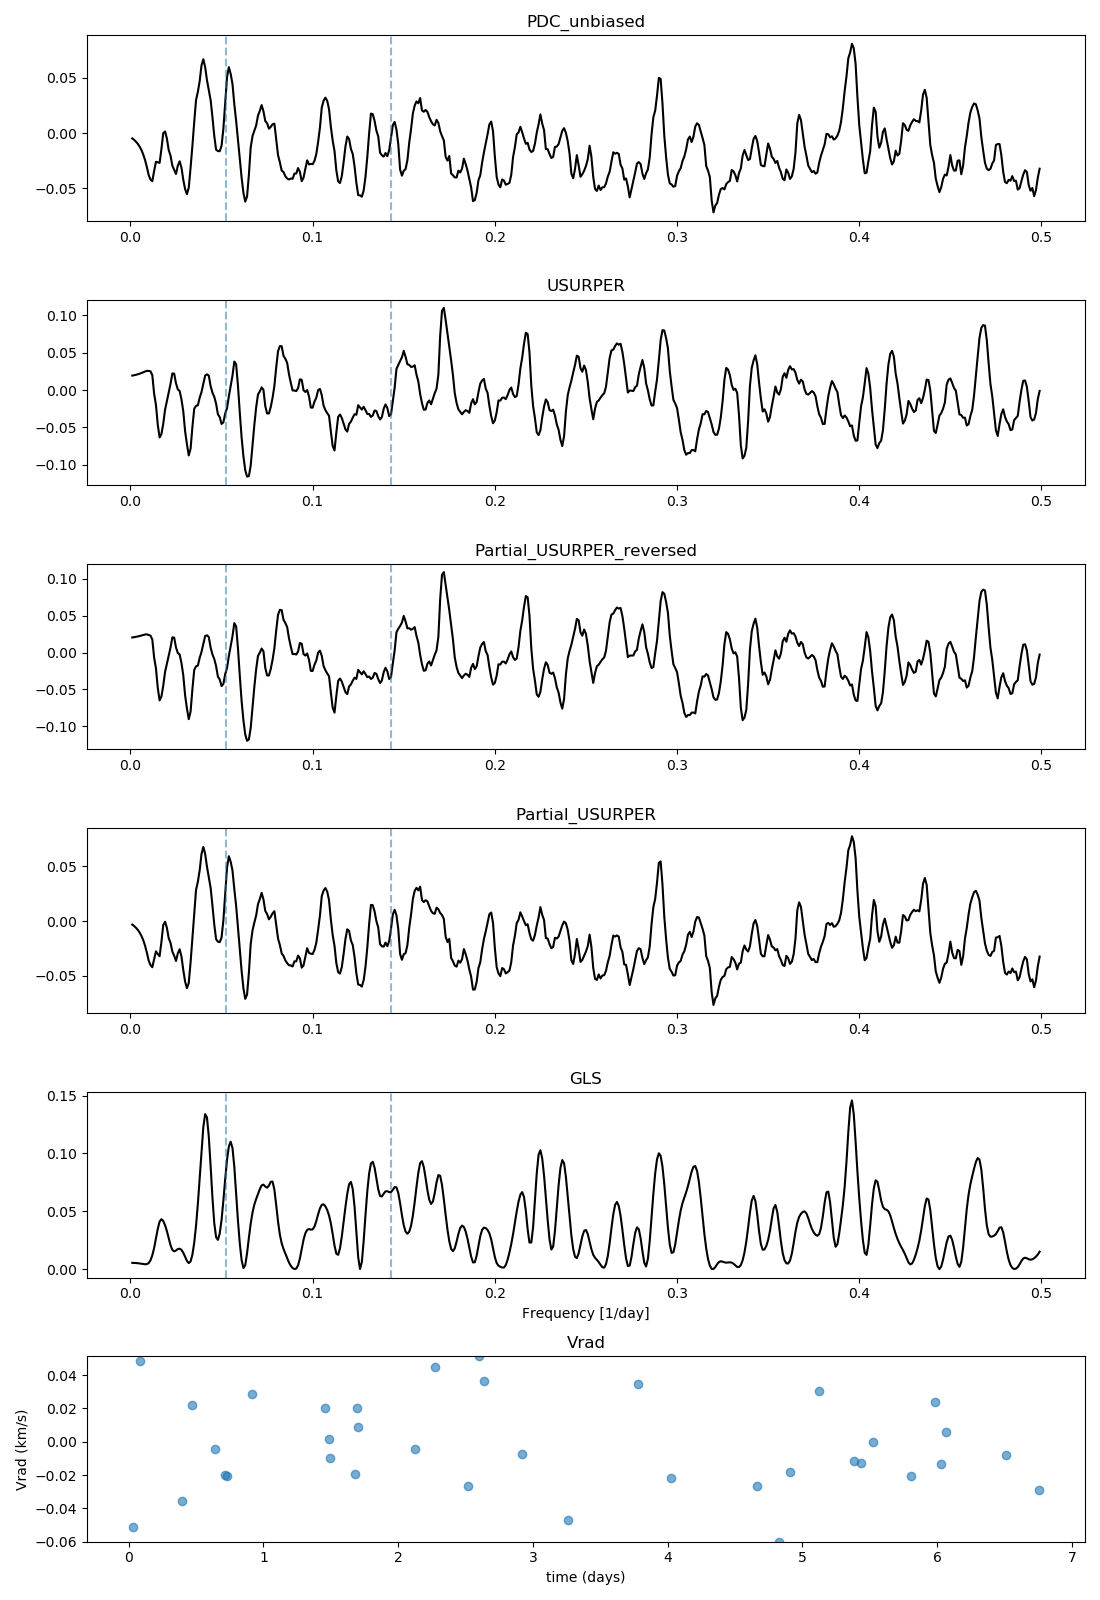 PDC_unbiased
0.05
0.00
−0.05
0.0 0.1 0.2 0.3 0.4 0.5
USURPER
0.10
0.05
0.00
−0.05
−0.10
0.0 0.1 0.2 0.3 0.4 0.5
Partial_USURPER_reversed
0.10
0.05
0.00
−0.05
−0.10
0.0 0.1 0.2 0.3 0.4 0.5
Partial_USURPER
0.05
0.00
−0.05
0.0 0.1 0.2 0.3 0.4 0.5
GLS
0.15
0.10
0.05
0.00
0.0 0.1 0.2 0.3 0.4 0.5
Frequency [1/day]
Vrad
Vrad (km/s)
0.04
0.02
0.00
−0.02
−0.04
−0.06
0 1 2 3 4 5 6 7
time (days)